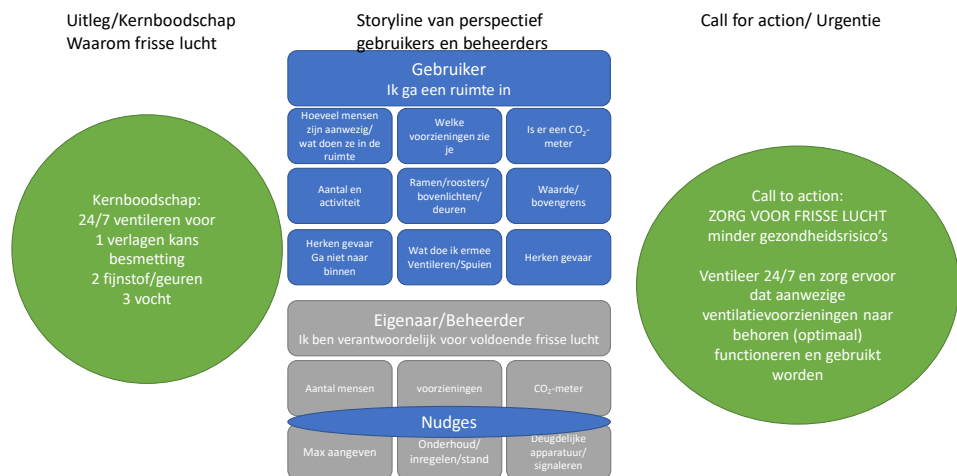 Uitleg/Kernboodschap
Waarom frisse lucht
Storyline van perspectief
gebruikers en beheerders
Call for action/ Urgentie
Kernboodschap:
24/7 ventileren voor
1 verlagen kans
besmetting
2 fijnstof/geuren
3 vocht
Gebruiker
Ik ga een ruimte in
Hoeveel mensen
zijn aanwezig/
wat doen ze in de
ruimte
Welke
voorzieningen zie
je
Is er een CO₂-
meter
Aantal en
activiteit
Ramen/roosters/
bovenlichten/
deuren
Waarde/
bovengrens
Herken gevaar
Ga niet naar
binnen
Wat doe ik ermee
Ventileren/Spuien
Herken gevaar
Eigenaar/Beheerder
Ik ben verantwoordelijk voor voldoende frisse lucht
Aantal mensen
voorzieningen
CO₂-meter
Nudges
Max aangeven
Onderhoud/
inregelen/stand
Deugdelijke
apparatuur/
signaleren
Call to action:
ZORG VOOR FRISSE LUCHT
minder gezondheidsrisico's
Ventileer 24/7 en zorg ervoor
dat aanwezige
ventilatievoorzieningen naar
behoren (optimaal)
functioneren en gebruikt
worden